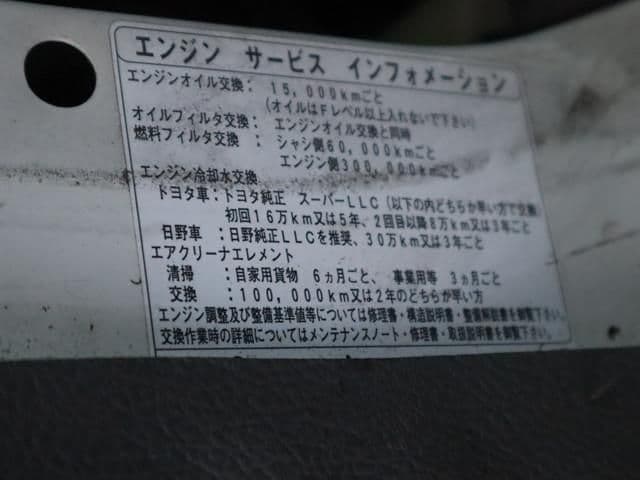 エンジン サービス インフォメーション
エンジンオイル交換： 15,000kmごと
(オイルはFレベル以上入れないで下さい)
オイルフィルタ交換： エンジンオイル交換と同時
燃料フィルタ交換： シャシ側60,000kmごと
エンジン側300,000kmごと
エンジン冷却水交換
トヨタ車：トヨタ純正 スーパーLLC (以下の内どちらか早い方で交換)
初回16万km又は5年、2回目以降8万km又は3年ごと
日野車 ：日野純正LLCを推奨、30万km又は3年ごと
エアクリーナエレメント
清掃 ：自家用貨物 6ヵ月ごと、事業用等 3ヵ月ごと
交換 ：100,000km又は2年のどちらか早い方
エンジン調整及び整備基準値等については修理書・構造説明書・整備解説書を御覧下さい。
交換作業時の詳細についてはメンテナンスノート・修理書・取扱説明書を御覧下さい。